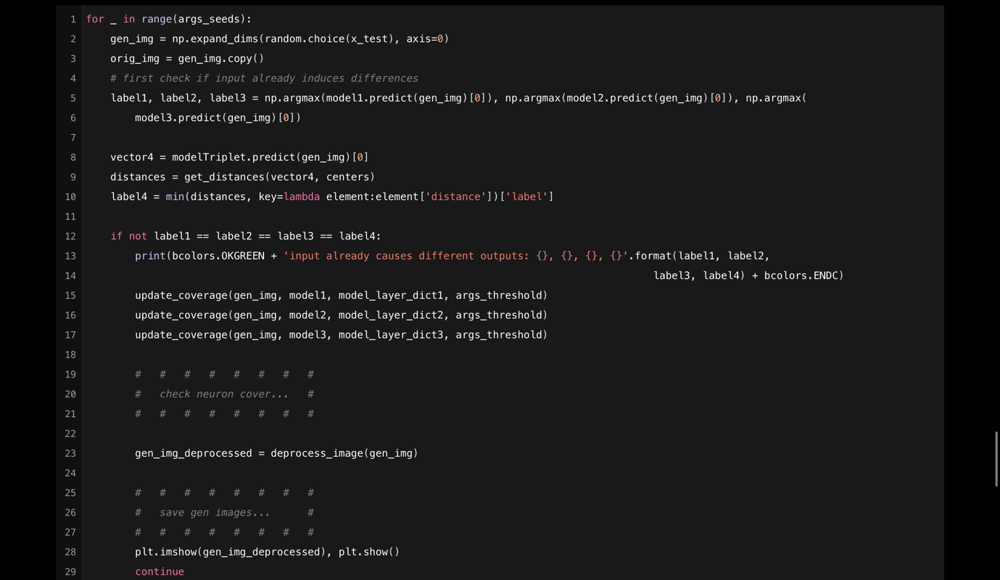 1 for _ in range(args_seeds):
2     gen_img = np.expand_dims(random.choice(x_test), axis=0)
3     orig_img = gen_img.copy()
4     # first check if input already induces differences
5     label1, label2, label3 = np.argmax(model1.predict(gen_img)[0]), np.argmax(model2.predict(gen_img)[0]), np.argmax(
6         model3.predict(gen_img)[0])
7
8     vector4 = modelTriplet.predict(gen_img)[0]
9     distances = get_distances(vector4, centers)
10     label4 = min(distances, key=lambda element:element['distance'])['label']
11
12     if not label1 == label2 == label3 == label4:
13         print(bcolors.OKGREEN + 'input already causes different outputs: {}, {}, {}, {}'.format(label1, label2,
14                                                                                             label3, label4) + bcolors.ENDC)
15         update_coverage(gen_img, model1, model_layer_dict1, args_threshold)
16         update_coverage(gen_img, model2, model_layer_dict2, args_threshold)
17         update_coverage(gen_img, model3, model_layer_dict3, args_threshold)
18
19         #   #   #   #   #   #   #   #
20         #   check neuron cover...   #
21         #   #   #   #   #   #   #   #
22
23         gen_img_deprocessed = deprocess_image(gen_img)
24
25         #   #   #   #   #   #   #   #
26         #   save gen images...      #
27         #   #   #   #   #   #   #   #
28         plt.imshow(gen_img_deprocessed), plt.show()
29         continue